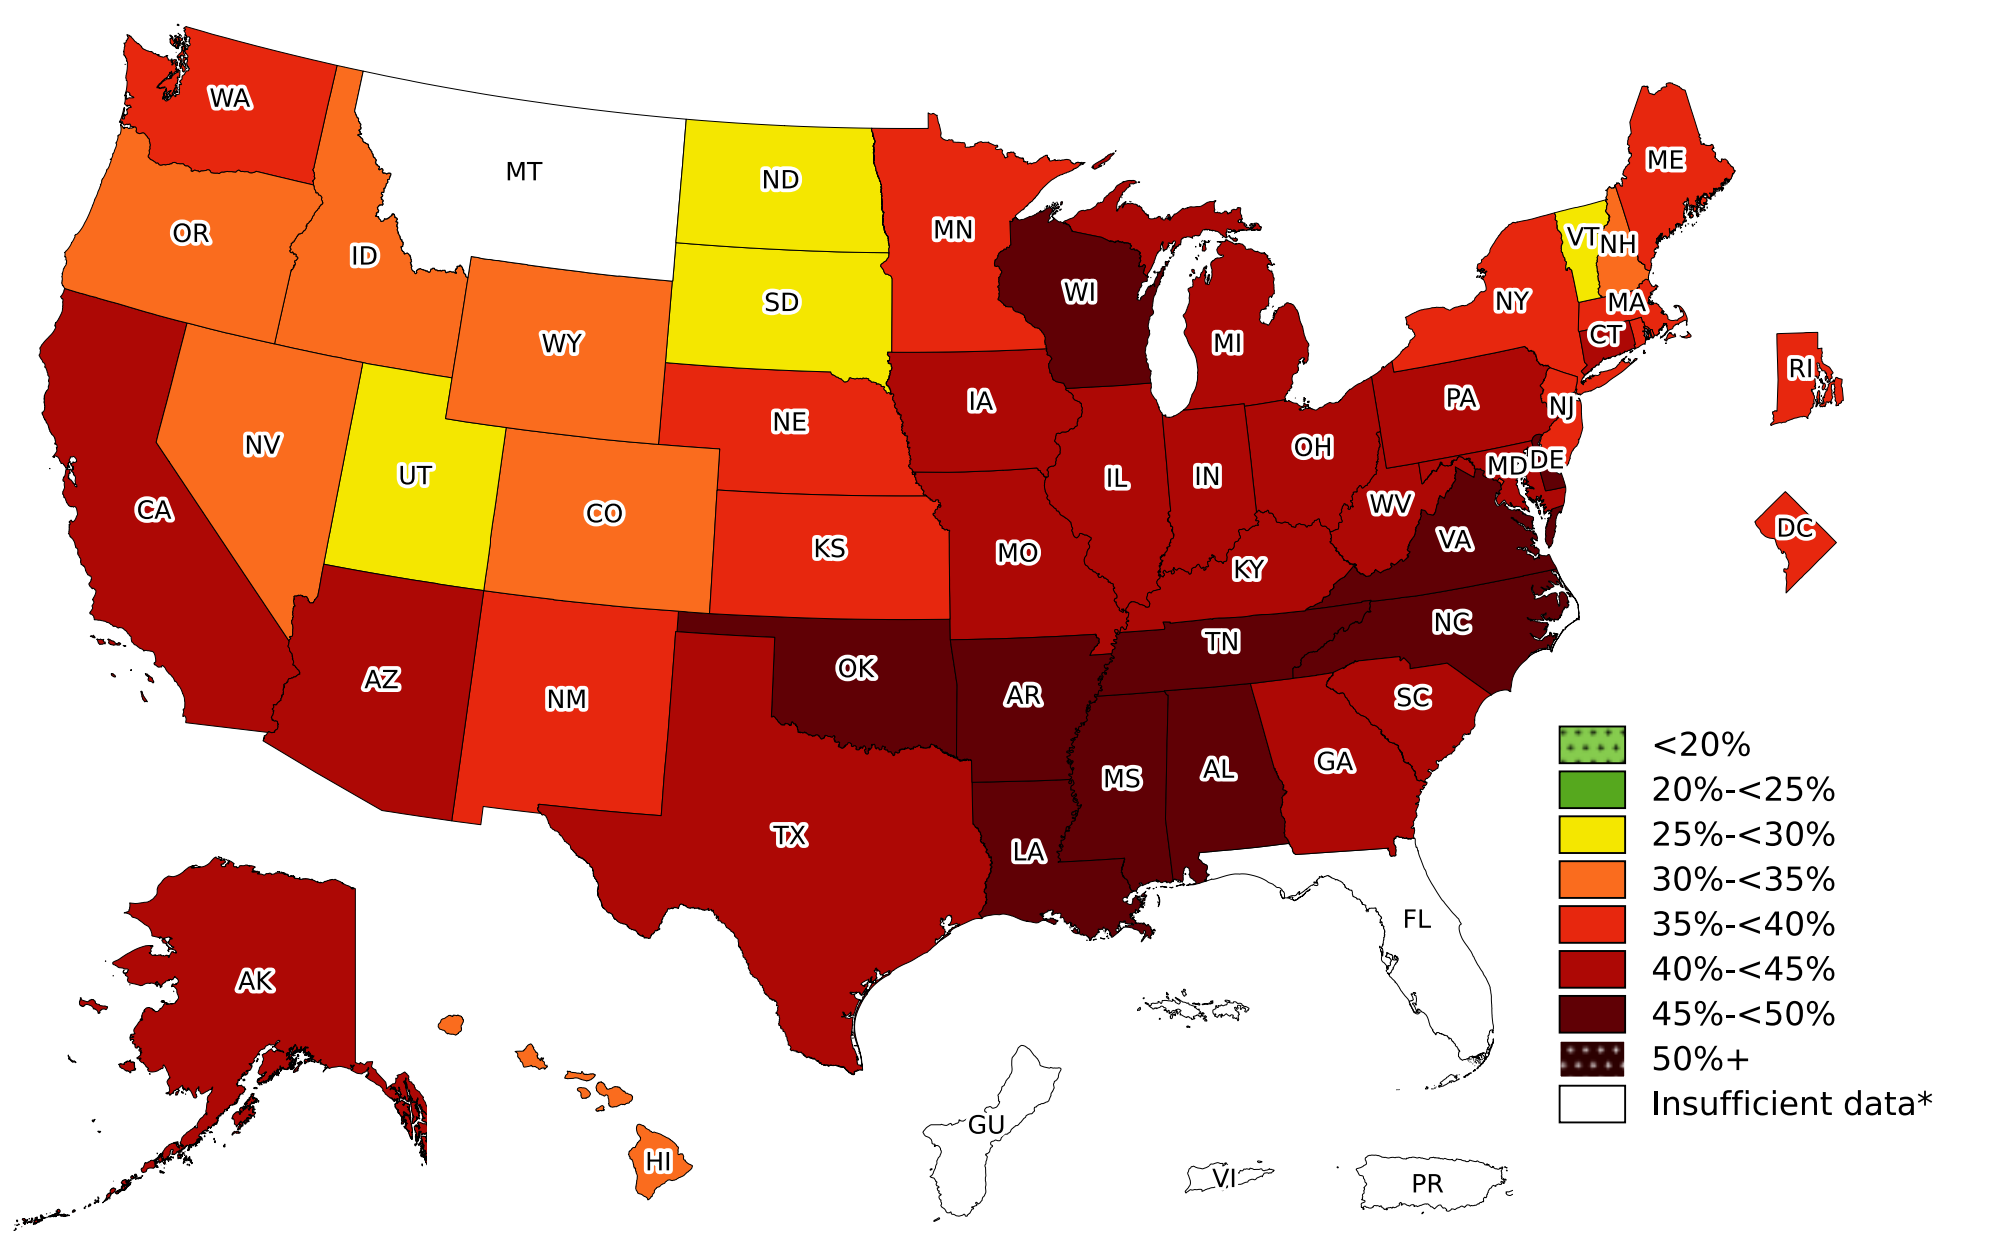 WA
MT
ND
MN
ME
OR
ID
SD
WI
VT
NH
WY
MI
NY
MA
CT
NE
IA
PA
NJ
RI
NV
UT
CO
IL
IN
OH
MD
DE
CA
KS
MO
KY
WV
VA
DC
AZ
NM
OK
AR
TN
NC
SC
TX
LA
MS
AL
GA
FL
AK
HI
GU
VI
PR
<20%
20%-<25%
25%-<30%
30%-<35%
35%-<40%
40%-<45%
45%-<50%
50%+
Insufficient data*